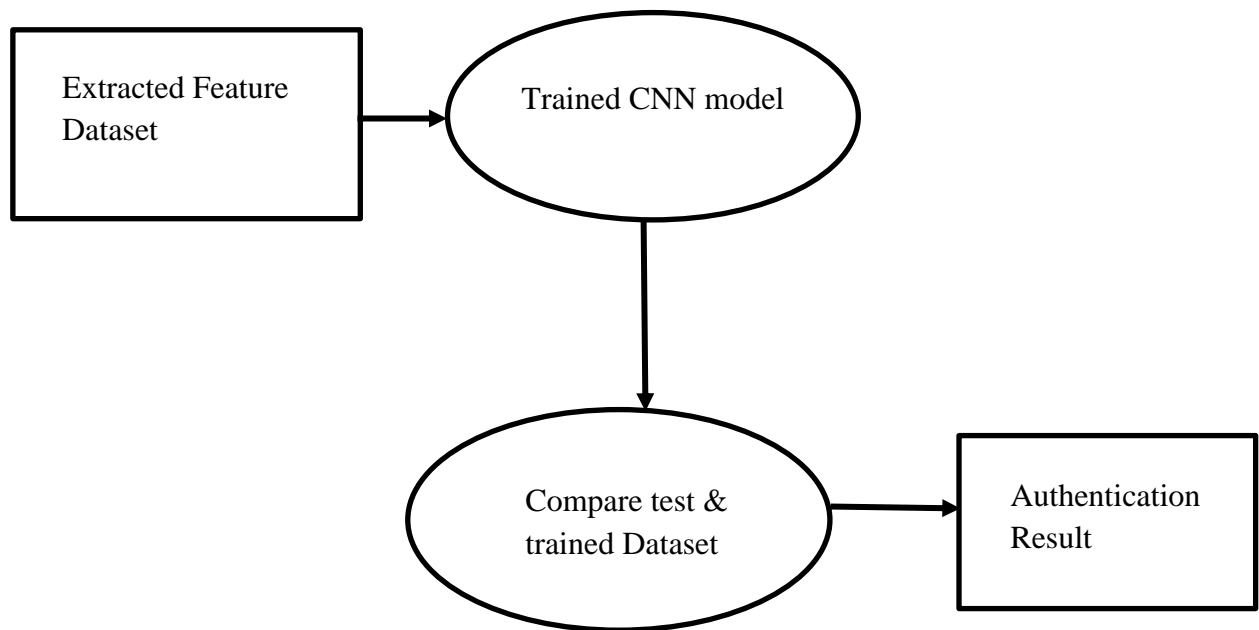 Extracted Feature
Dataset
Trained CNN model
Compare test &
trained Dataset
Authentication
Result